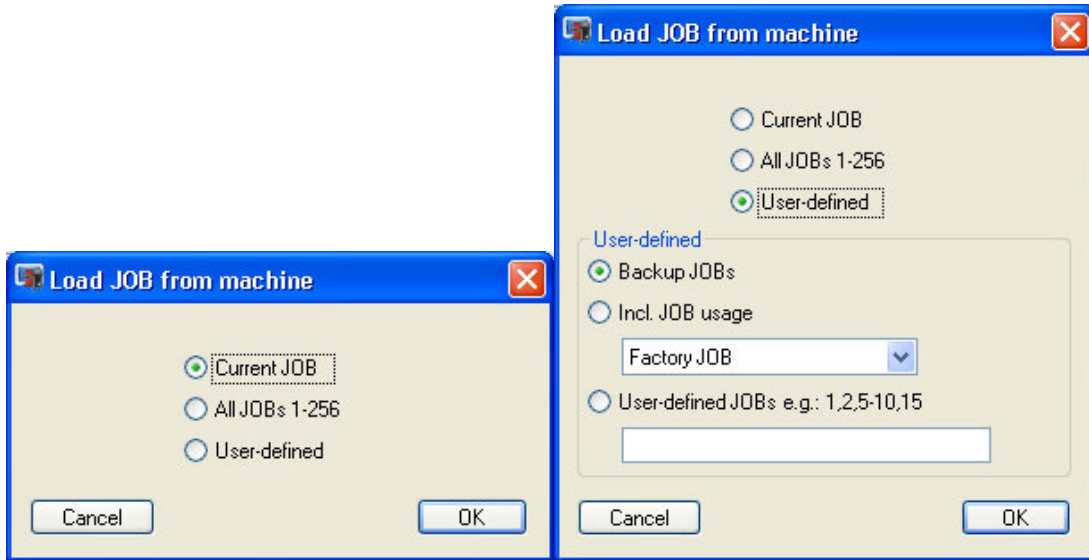 Load JOB from machine
Current JOB
All JOBs 1-256
User-defined
Cancel
OK
Load JOB from machine
Current JOB
All JOBs 1-256
User-defined
User-defined
Backup JOBs
Incl. JOB usage
Factory JOB
User-defined JOBs e.g.: 1,2,5-10,15
Cancel
OK